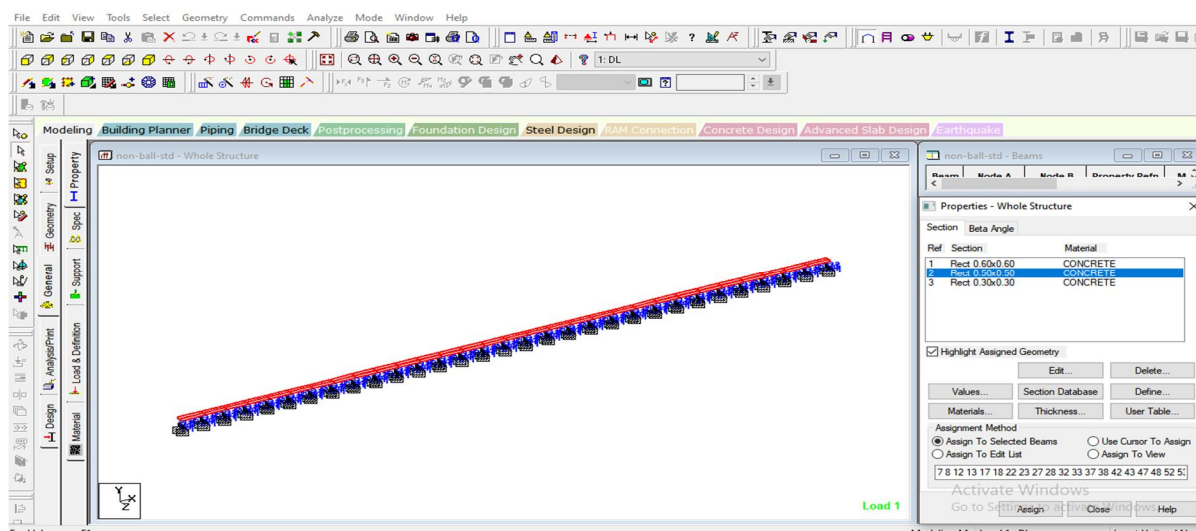 File Edit View Tools Select Geometry Commands Analyze Mode Window Help
1: DL
Modeling Building Planner Piping Bridge Deck Postprocessing Foundation Design Steel Design RAM Connection Concrete Design Advanced Slab Design Earthquake
Setup
Geometry
General
Analysis/Print
Design
Property
Spec
Support
Load & Definition
Material
non-ball-std - Whole Structure
Y
X
Z
Load 1
non-ball-std - Beams
Beam Node A Node B Property Refn
Properties - Whole Structure
Section Beta Angle
Ref Section Material
1 Rect 0.60x0.60 CONCRETE
2 Rect 0.50x0.50 CONCRETE
3 Rect 0.30x0.30 CONCRETE
Highlight Assigned Geometry
Edit... Delete...
Values... Section Database Define...
Materials... Thickness... User Table...
Assignment Method
Assign To Selected Beams Use Cursor To Assign
Assign To Edit List Assign To View
7 8 12 13 17 18 22 23 27 28 32 33 37 38 42 43 47 48 52
Activate Windows
Assign Close Help